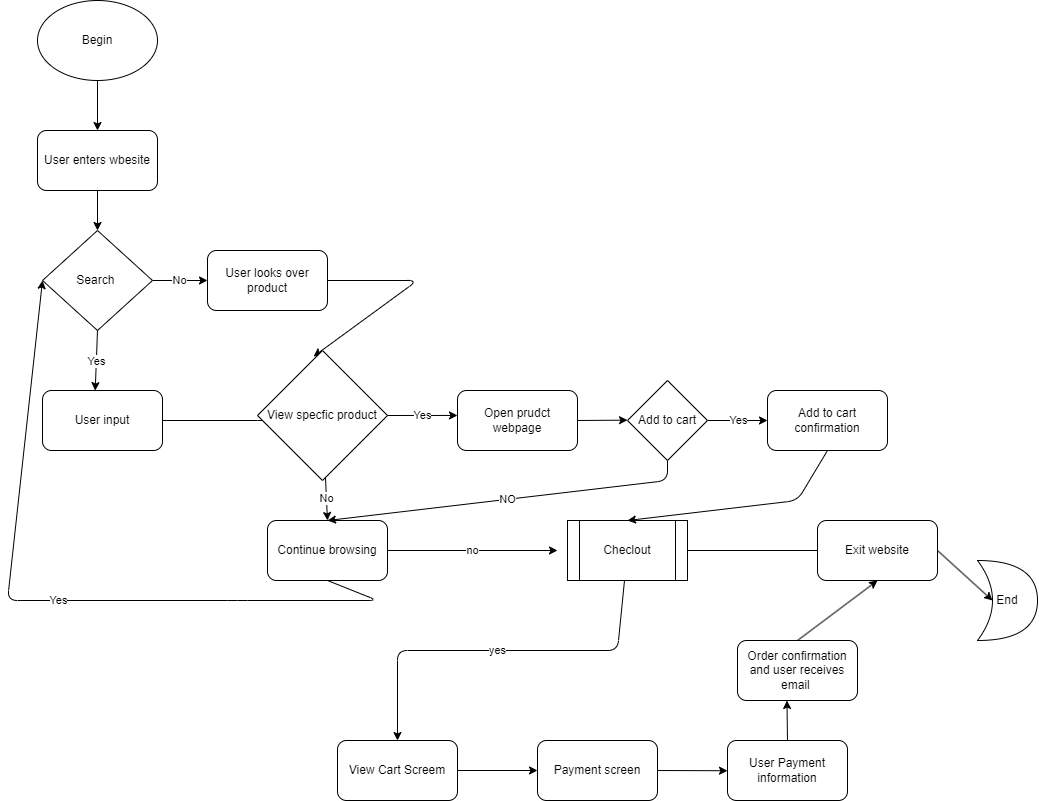 Begin
User enters wbesite
Search
No
User looks over
product
Yes
User input
View specfic product
Yes
Open prudct
webpage
Add to cart
Yes
Add to cart
confirmation
No
NO
Continue browsing
no
Checlout
Exit website
End
Yes
yes
Order confirmation
and user receives
email
View Cart Screem
Payment screen
User Payment
information